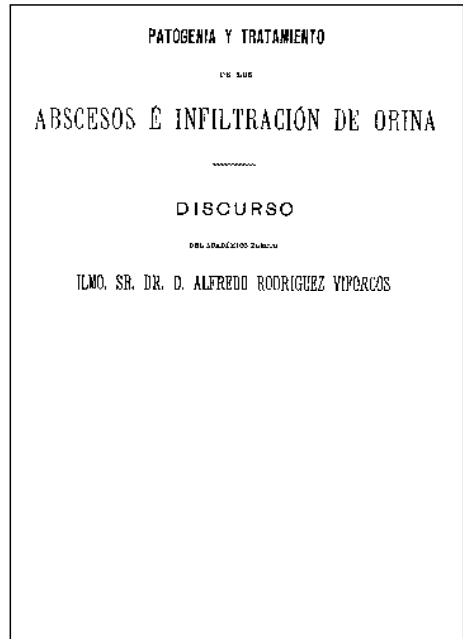 PATOGENIA Y TRATAMIENTO
DE LOS
ABSCESOS É INFILTRACIÓN DE ORINA
DISCURSO
DEL ACADÉMICO
ILMO. SR. DR. D. ALFREDO RODRIGUEZ VIFORCOS